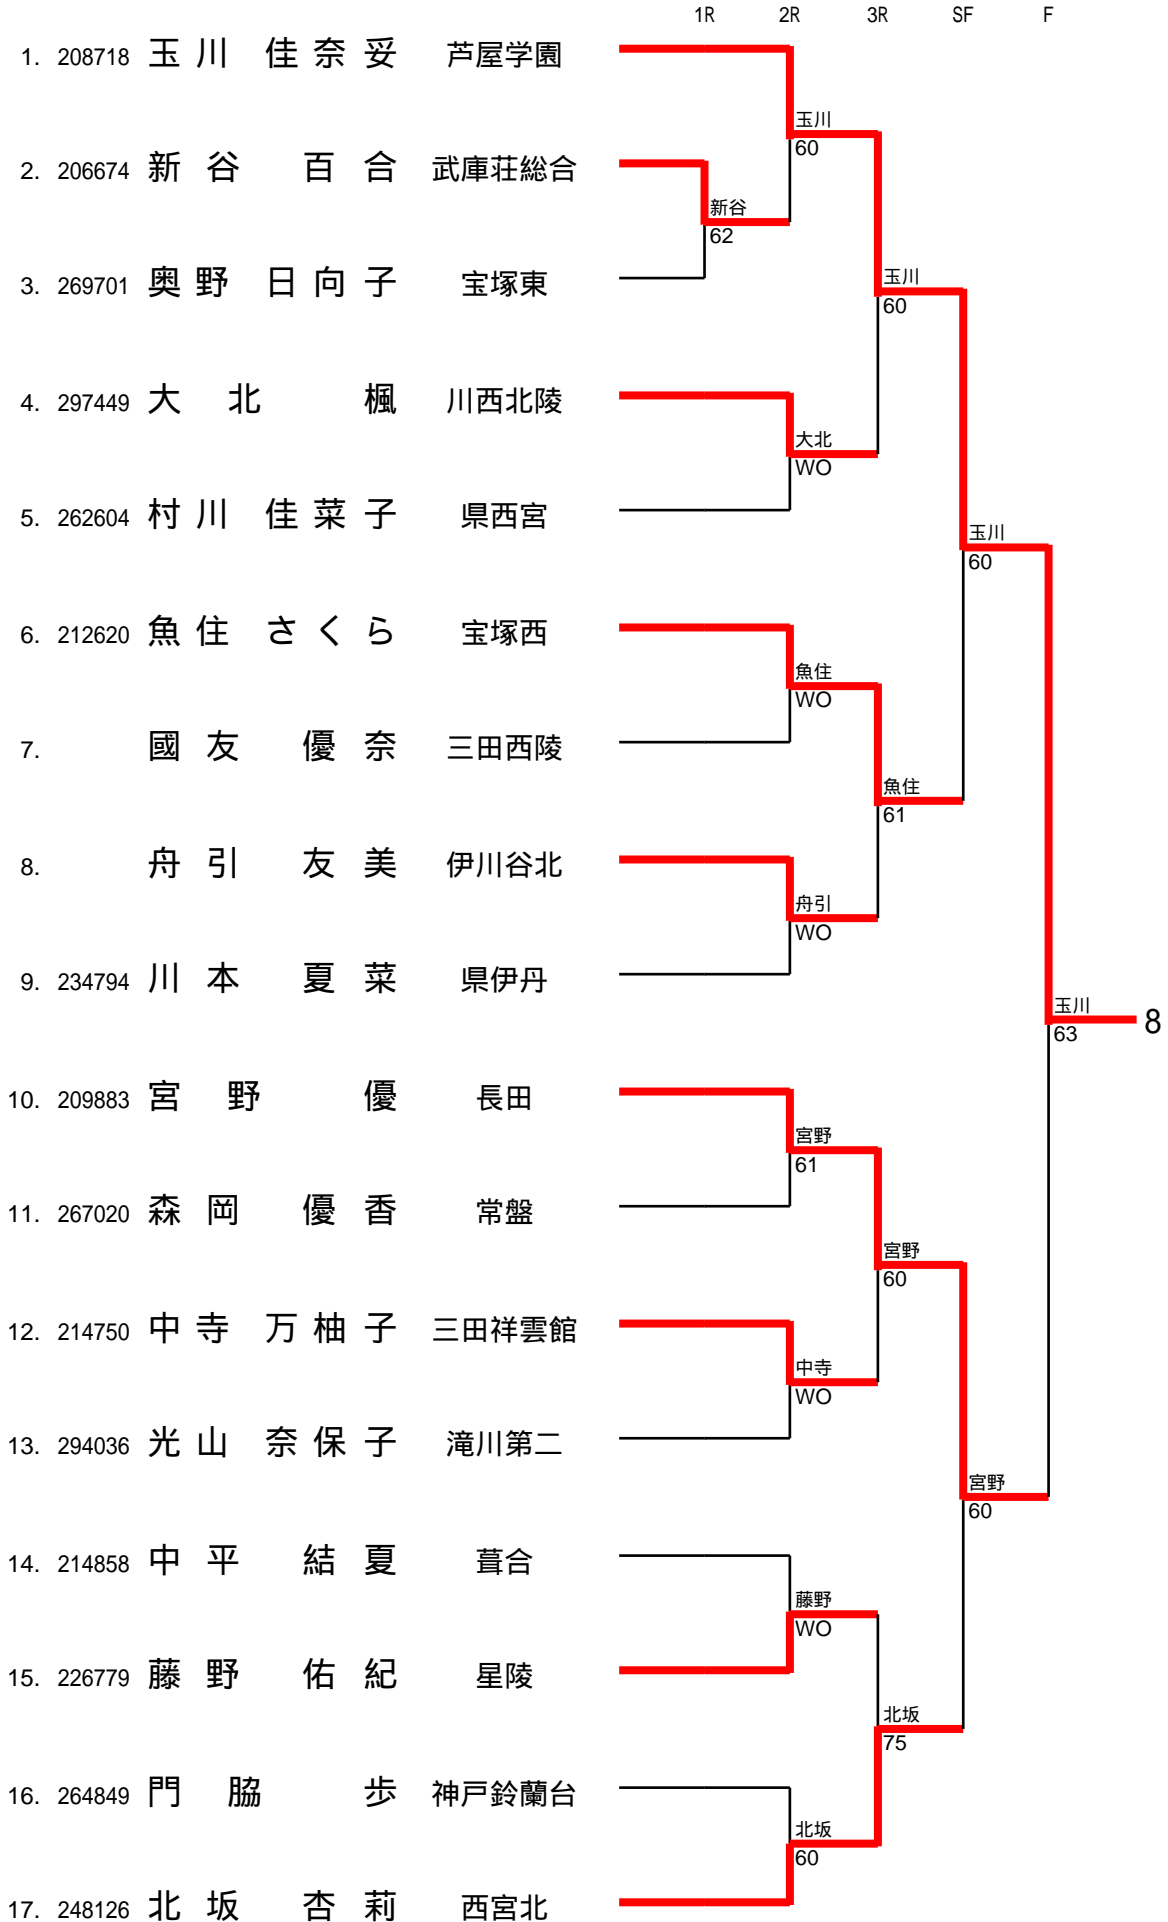 1R 2R 3R SF F
1. 208718 玉川 佳奈妥 芦屋学園
玉川
60
2. 206674 新谷 百合 武庫荘総合
新谷
62
3. 269701 奥野 日向子 宝塚東
玉川
60
4. 297449 大北 楓 川西北陵
大北
WO
5. 262604 村川 佳菜子 県西宮
玉川
60
6. 212620 魚住 さくら 宝塚西
魚住
WO
7. 國友 優奈 三田西陵
魚住
61
8. 舟引 友美 伊川谷北
舟引
WO
9. 234794 川本 夏菜 県伊丹
玉川
63
8
10. 209883 宮野 優 長田
宮野
61
11. 267020 森岡 優香 常盤
宮野
60
12. 214750 中寺 万柚子 三田祥雲館
中寺
WO
13. 294036 光山 奈保子 滝川第二
宮野
60
14. 214858 中平 結夏 葺合
藤野
WO
15. 226779 藤野 佑紀 星陵
北坂
75
16. 264849 門脇 歩 神戸鈴蘭台
北坂
60
17. 248126 北坂 杏莉 西宮北